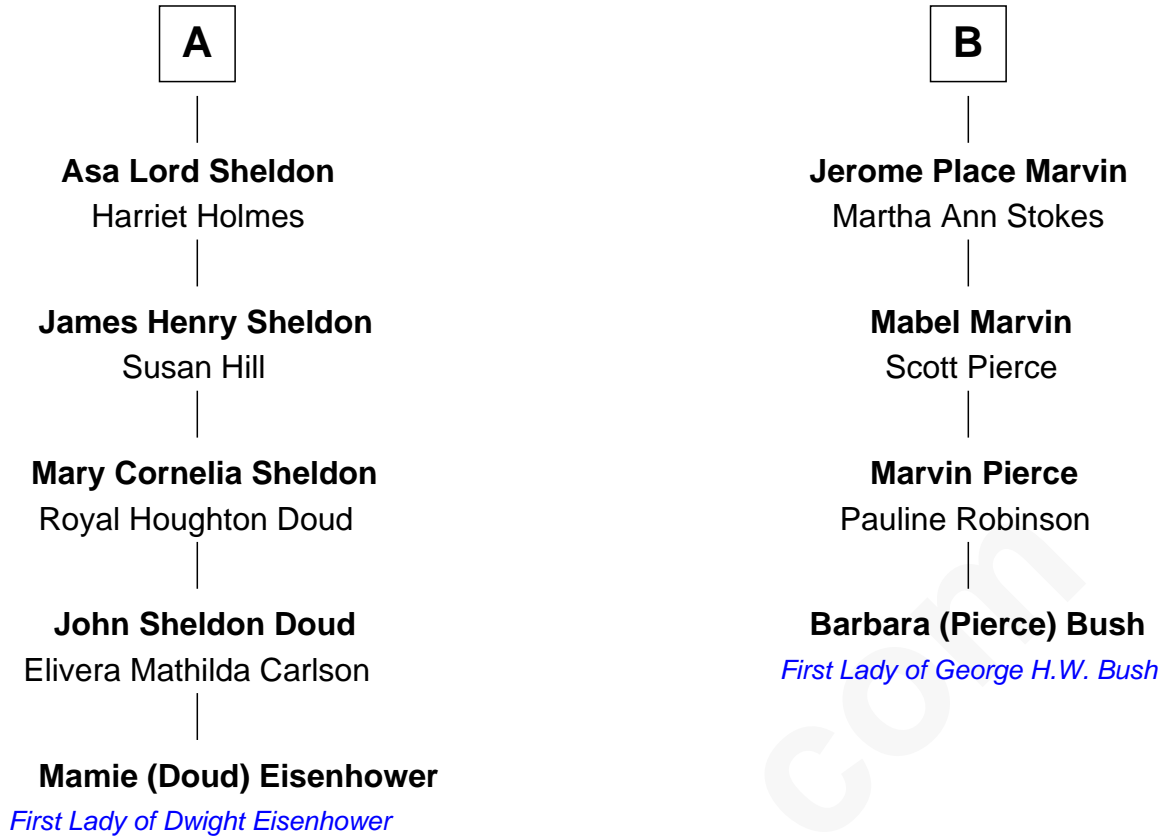 A
Asa Lord Sheldon
Harriet Holmes
James Henry Sheldon
Susan Hill
Mary Cornelia Sheldon
Royal Houghton Doud
John Sheldon Doud
Elivera Mathilda Carlson
Mamie (Doud) Eisenhower
First Lady of Dwight Eisenhower
B
Jerome Place Marvin
Martha Ann Stokes
Mabel Marvin
Scott Pierce
Marvin Pierce
Pauline Robinson
Barbara (Pierce) Bush
First Lady of George H.W. Bush
com